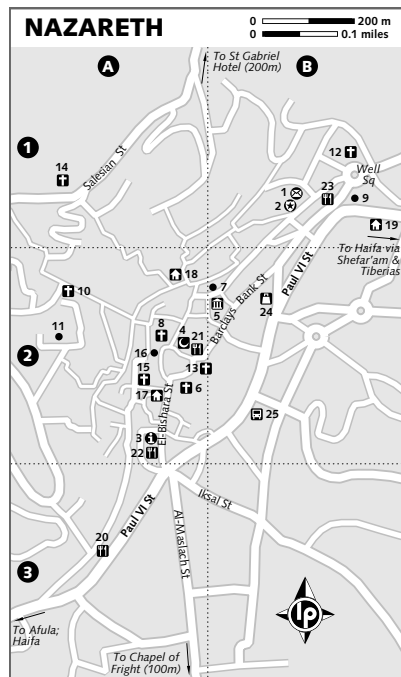 NAZARETH
0 200 m
0 0.1 miles
A
B
To St Gabriel
Hotel (200m)
1
12
Well
Sq
14
Salesian St
1
2
23
9
19
To Haifa via
Shefar'am &
Tiberias
18
7
10
5
Barclays Bank St
Paul VI St
24
11
8
4
21
2
16
13
15
6
17
El-Bishara St
25
3
22
Paul VI St
Iksal St
Al-Maslach St
20
3
lp
To Afula;
Haifa
To Chapel of
Fright (100m)